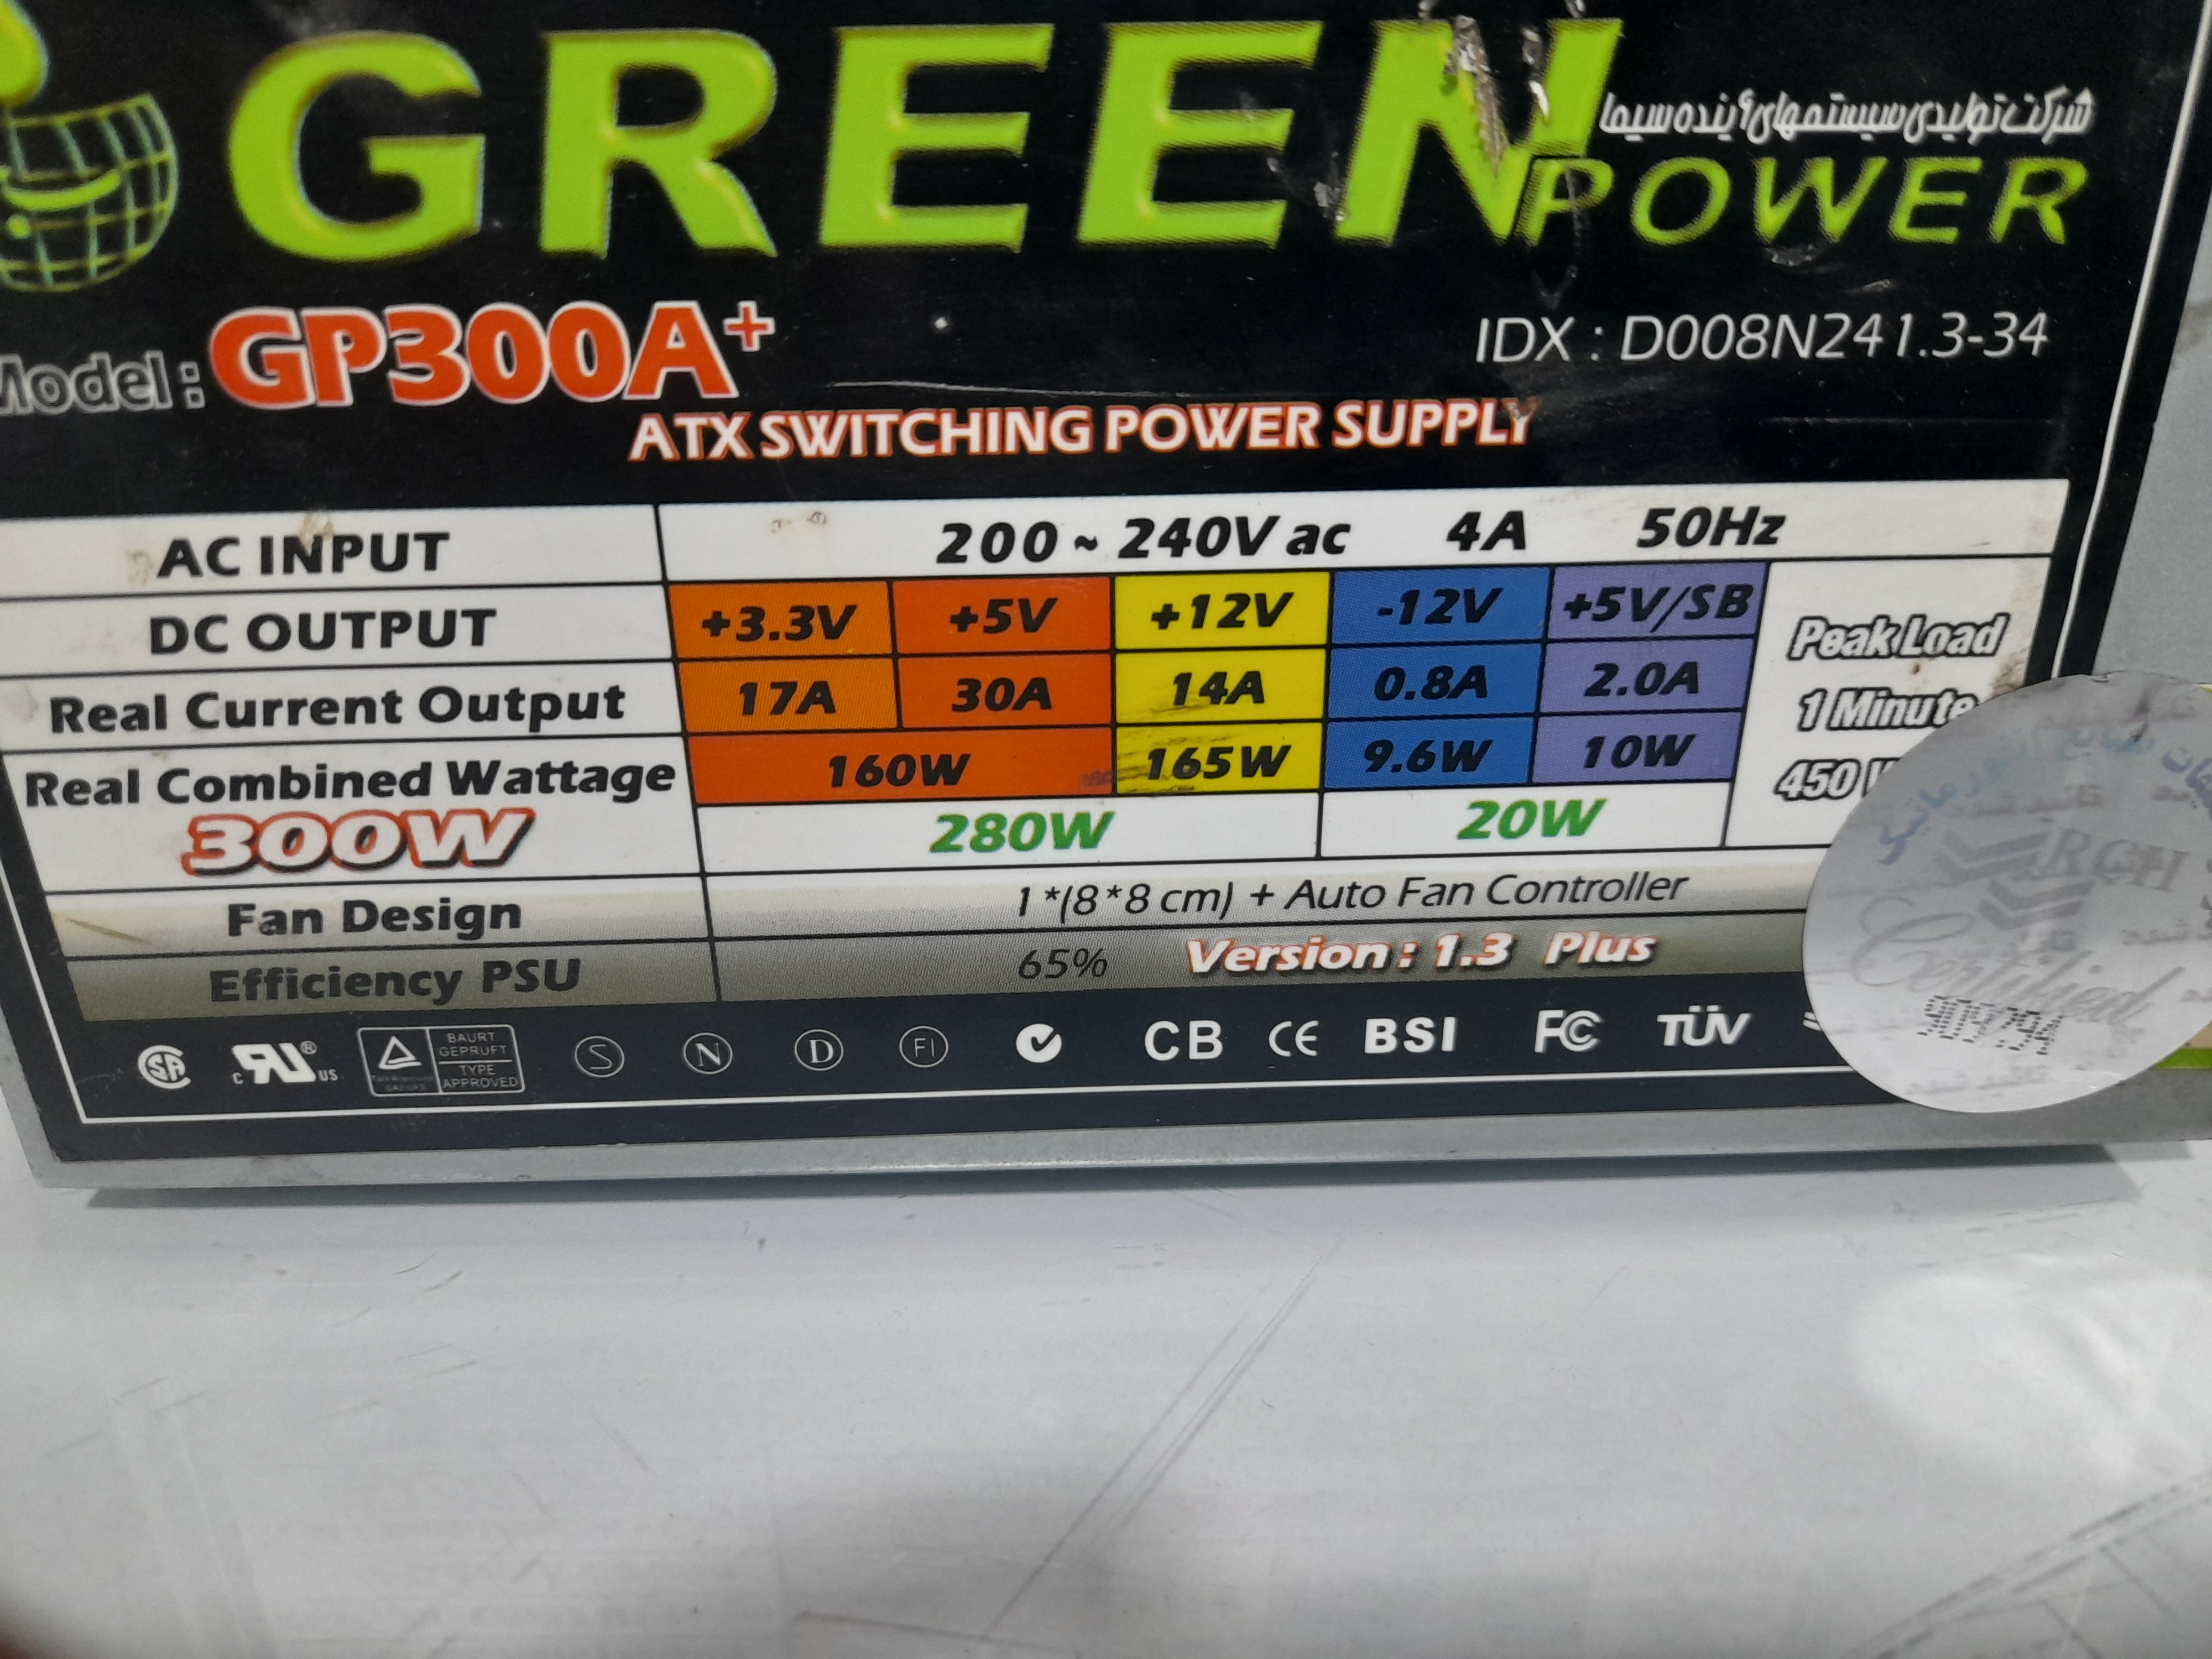 GREEN
شرکت تولیدی سیستمهای آینده سیما
POWER
Model: GP300A+
IDX : D008N241.3-34
ATX SWITCHING POWER SUPPLY
AC INPUT 200 ~ 240V ac 4A 50Hz
DC OUTPUT +3.3V +5V +12V -12V +5V/SB
Real Current Output 17A 30A 14A 0.8A 2.0A
Real Combined Wattage 160W 165W 9.6W 10W
300W 280W 20W
Peak Load
1 Minute
450
Fan Design 1*(8*8 cm) + Auto Fan Controller
Efficiency PSU 65% Version : 1.3 Plus
SA c RU ® US
BAURT
GEPRUFT
TYPE
APPROVED
S N D FI CB CE BSI FC TÜV
RGH
Certified